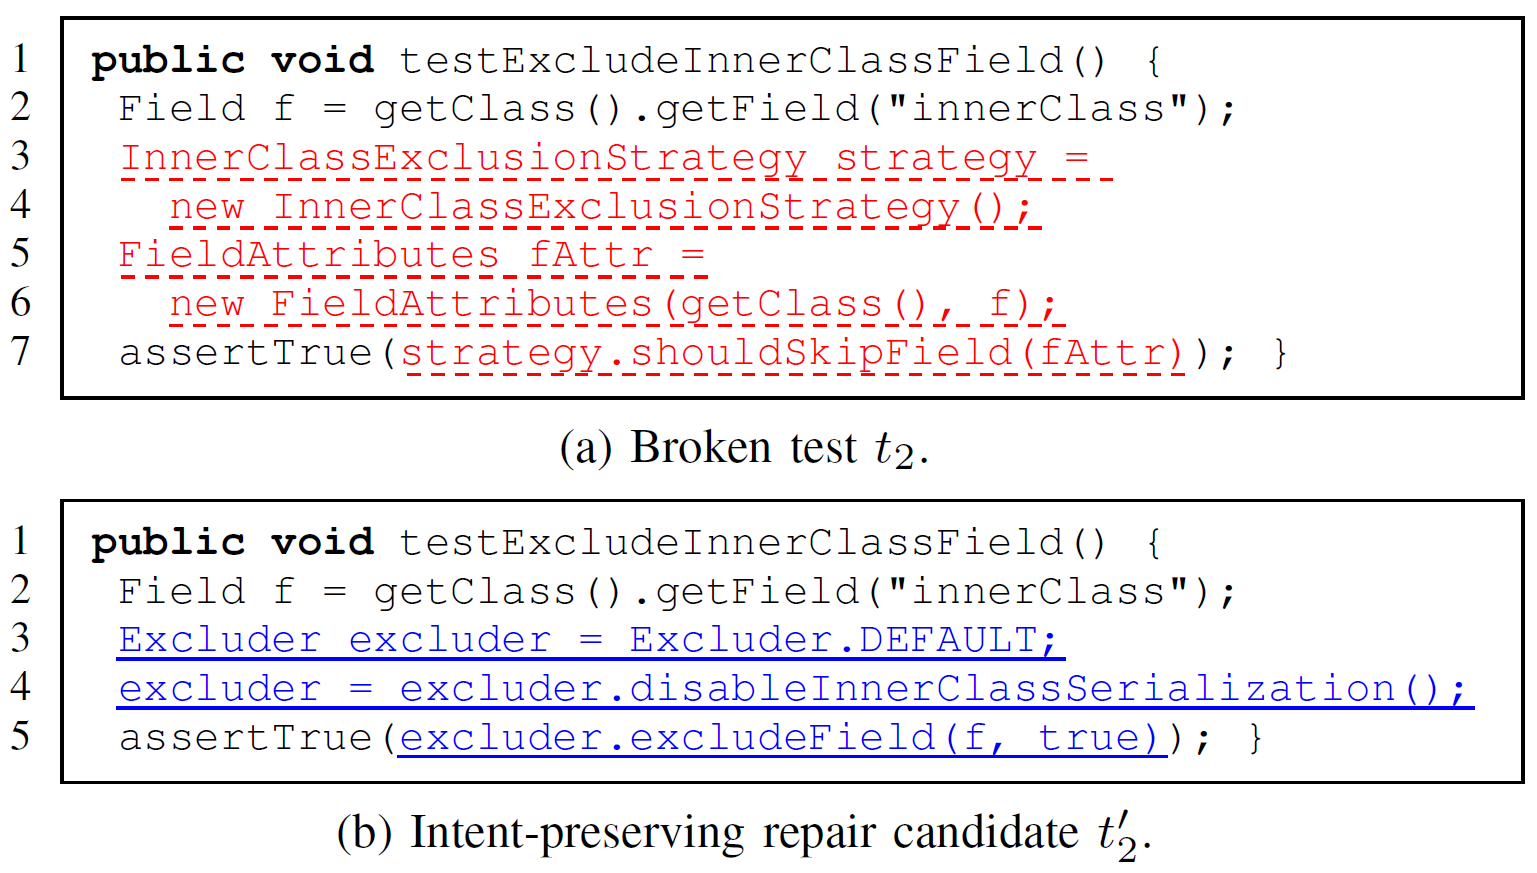 1 public void testExcludeInnerClassField() {
2 Field f = getClass().getField("innerClass");
3 InnerClassExclusionStrategy strategy =
4 new InnerClassExclusionStrategy();
5 FieldAttributes fAttr =
6 new FieldAttributes(getClass(), f);
7 assertTrue(strategy.shouldSkipField(fAttr)); }
(a) Broken test t₂.
1 public void testExcludeInnerClassField() {
2 Field f = getClass().getField("innerClass");
3 Excluder excluder = Excluder.DEFAULT;
4 excluder = excluder.disableInnerClassSerialization();
5 assertTrue(excluder.excludeField(f, true)); }
(b) Intent-preserving repair candidate t′₂.